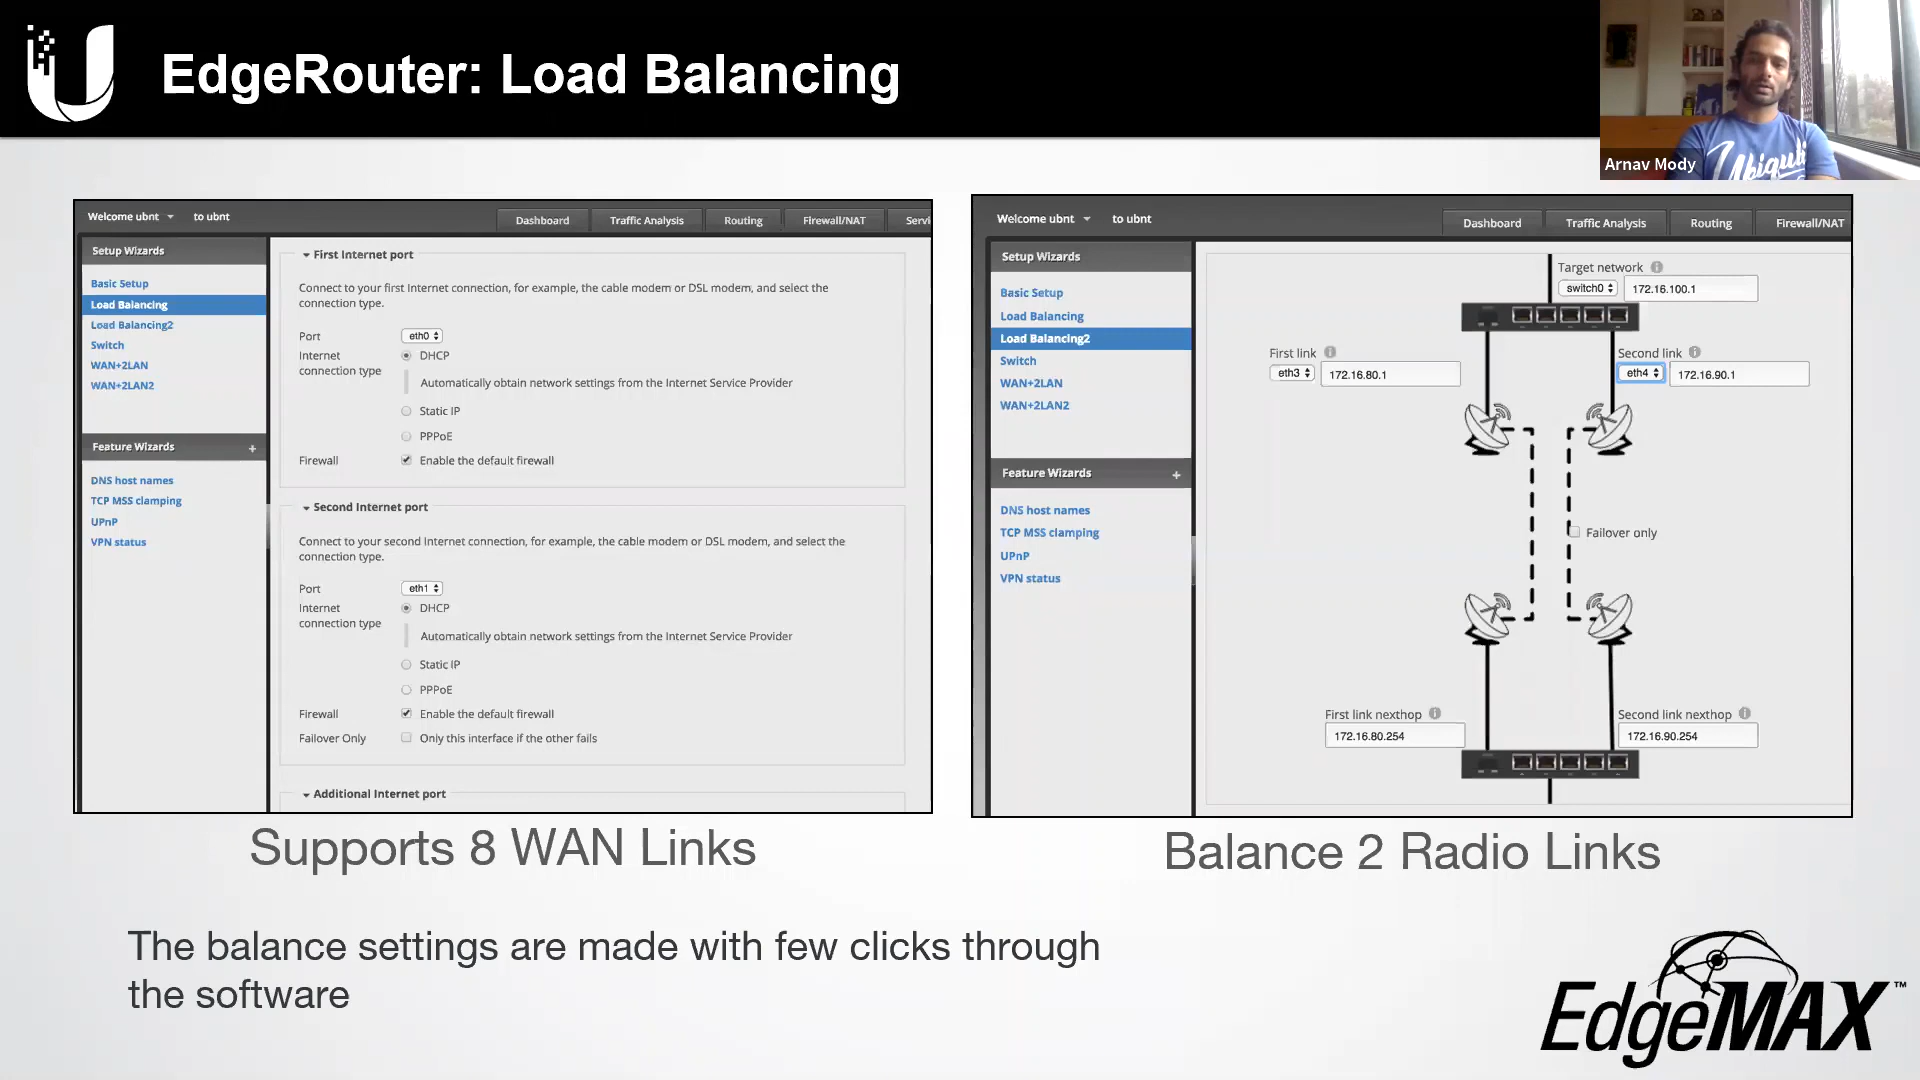 EdgeRouter: Load Balancing
Arnav Mody
Ubiquiti
Welcome ubnt
to ubnt
Dashboard
Traffic Analysis
Routing
Firewall/NAT
Servi
Setup Wizards
Basic Setup
Load Balancing
Load Balancing2
Switch
WAN+2LAN
WAN+2LAN2
Feature Wizards +
DNS host names
TCP MSS clamping
UPnP
VPN status
First Internet port
Connect to your first Internet connection, for example, the cable modem or DSL modem, and select the
connection type.
Port eth0
Internet
connection type
DHCP
Automatically obtain network settings from the Internet Service Provider
Static IP
PPPoE
Firewall Enable the default firewall
Second Internet port
Connect to your second Internet connection, for example, the cable modem or DSL modem, and select the
connection type.
Port eth1
Internet
connection type
DHCP
Automatically obtain network settings from the Internet Service Provider
Static IP
PPPoE
Firewall Enable the default firewall
Failover Only Only this interface if the other fails
Additional Internet port
Supports 8 WAN Links
Welcome ubnt
to ubnt
Dashboard
Traffic Analysis
Routing
Firewall/NAT
Setup Wizards
Basic Setup
Load Balancing
Load Balancing2
Switch
WAN+2LAN
WAN+2LAN2
Feature Wizards +
DNS host names
TCP MSS clamping
UPnP
VPN status
Target network
switch0 172.16.100.1
First link
eth3 172.16.80.1
Second link
eth4 172.16.90.1
Failover only
First link nexthop
172.16.80.254
Second link nexthop
172.16.90.254
Balance 2 Radio Links
The balance settings are made with few clicks through
the software
EdgeMAX™